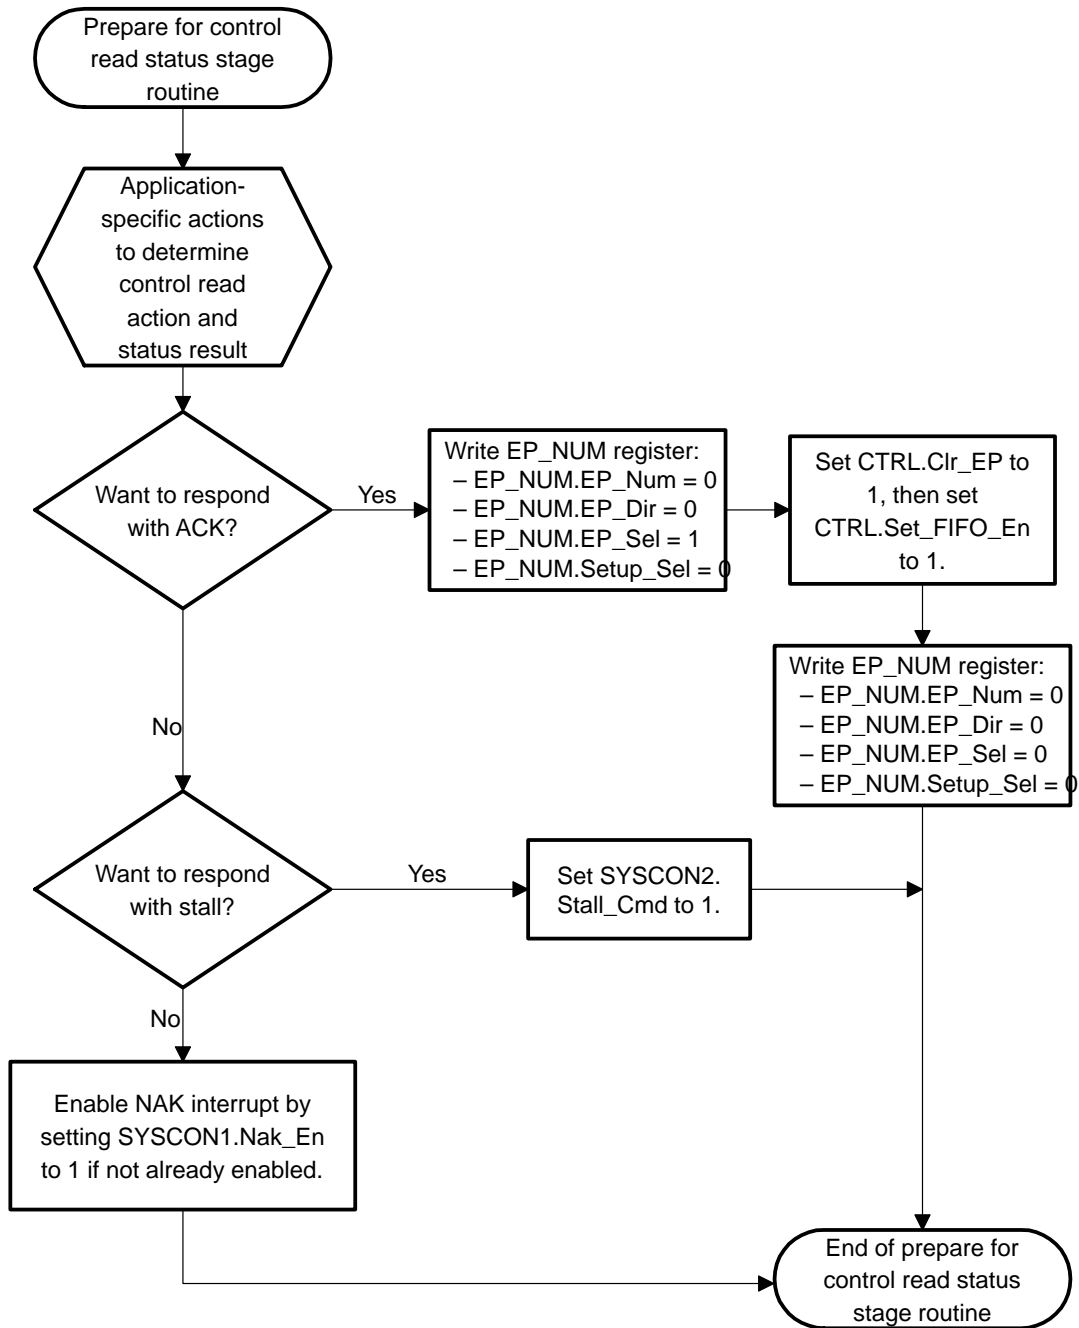 Prepare for control
read status stage
routine
Application-
specific actions
to determine
control read
action and
status result
Want to respond
with ACK?
Yes
Write EP_NUM register:
– EP_NUM.EP_Num = 0
– EP_NUM.EP_Dir = 0
– EP_NUM.EP_Sel = 1
– EP_NUM.Setup_Sel = 0
Set CTRL.Clr_EP to
1, then set
CTRL.Set_FIFO_En
to 1.
Write EP_NUM register:
– EP_NUM.EP_Num = 0
– EP_NUM.EP_Dir = 0
– EP_NUM.EP_Sel = 0
– EP_NUM.Setup_Sel = 0
No
Want to respond
with stall?
Yes
Set SYSCON2.
Stall_Cmd to 1.
No
Enable NAK interrupt by
setting SYSCON1.Nak_En
to 1 if not already enabled.
End of prepare for
control read status
stage routine